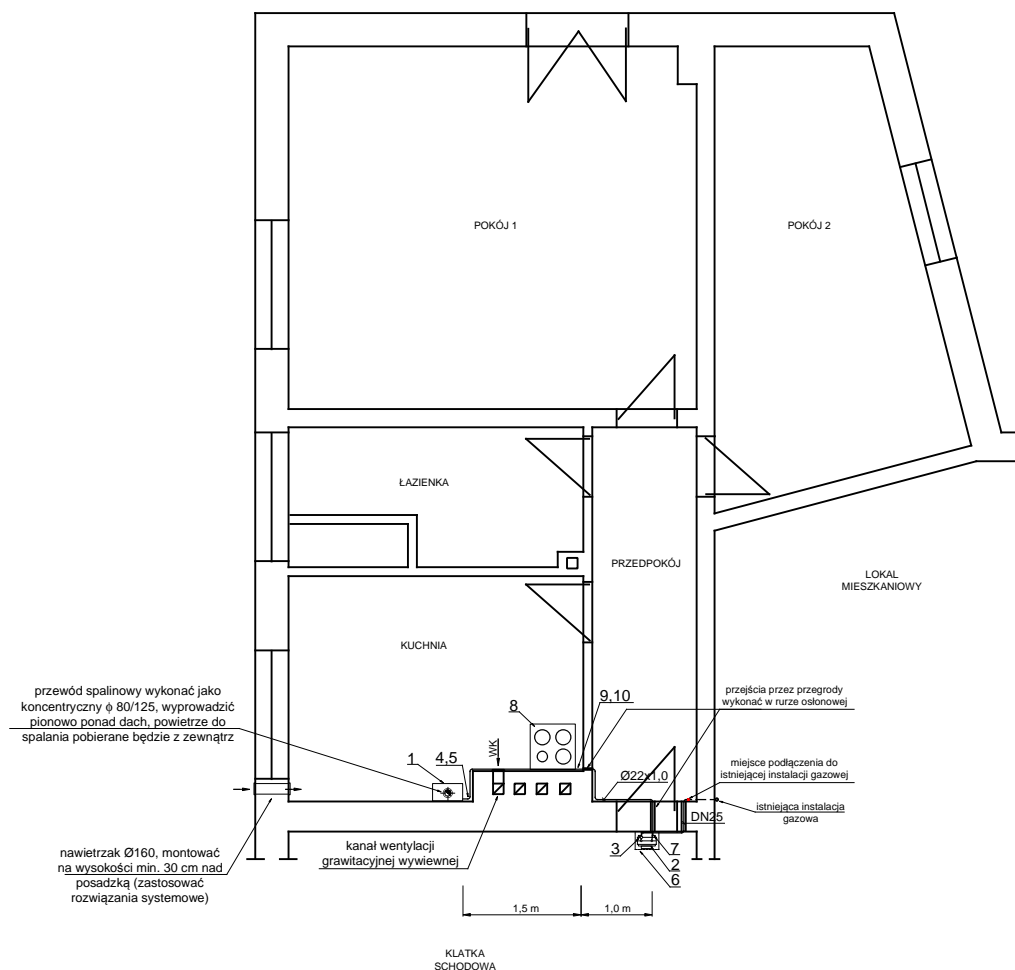 POKÓJ 1
POKÓJ 2
ŁAZIENKA
PRZEDPOKÓJ
LOKAL
MIESZKANIOWY
KUCHNIA
przewód spalinowy wykonać jako
koncentryczny ϕ 80/125, wyprowadzić
pionowo ponad dach, powietrze do
spalania pobierane będzie z zewnątrz
przejścia przez przegrody
wykonać w rurze osłonowej
9,10
8
WK
1
4,5
Ø22x1,0
miejsce podłączenia do
istniejącej instalacji gazowej
DN25
istniejąca instalacja
gazowa
nawietrzak Ø160, montować
na wysokości min. 30 cm nad
posadzką (zastosować
rozwiązania systemowe)
kanał wentylacji
grawitacyjnej wywiewnej
3
7
2
6
1,5 m
1,0 m
KLATKA
SCHODOWA